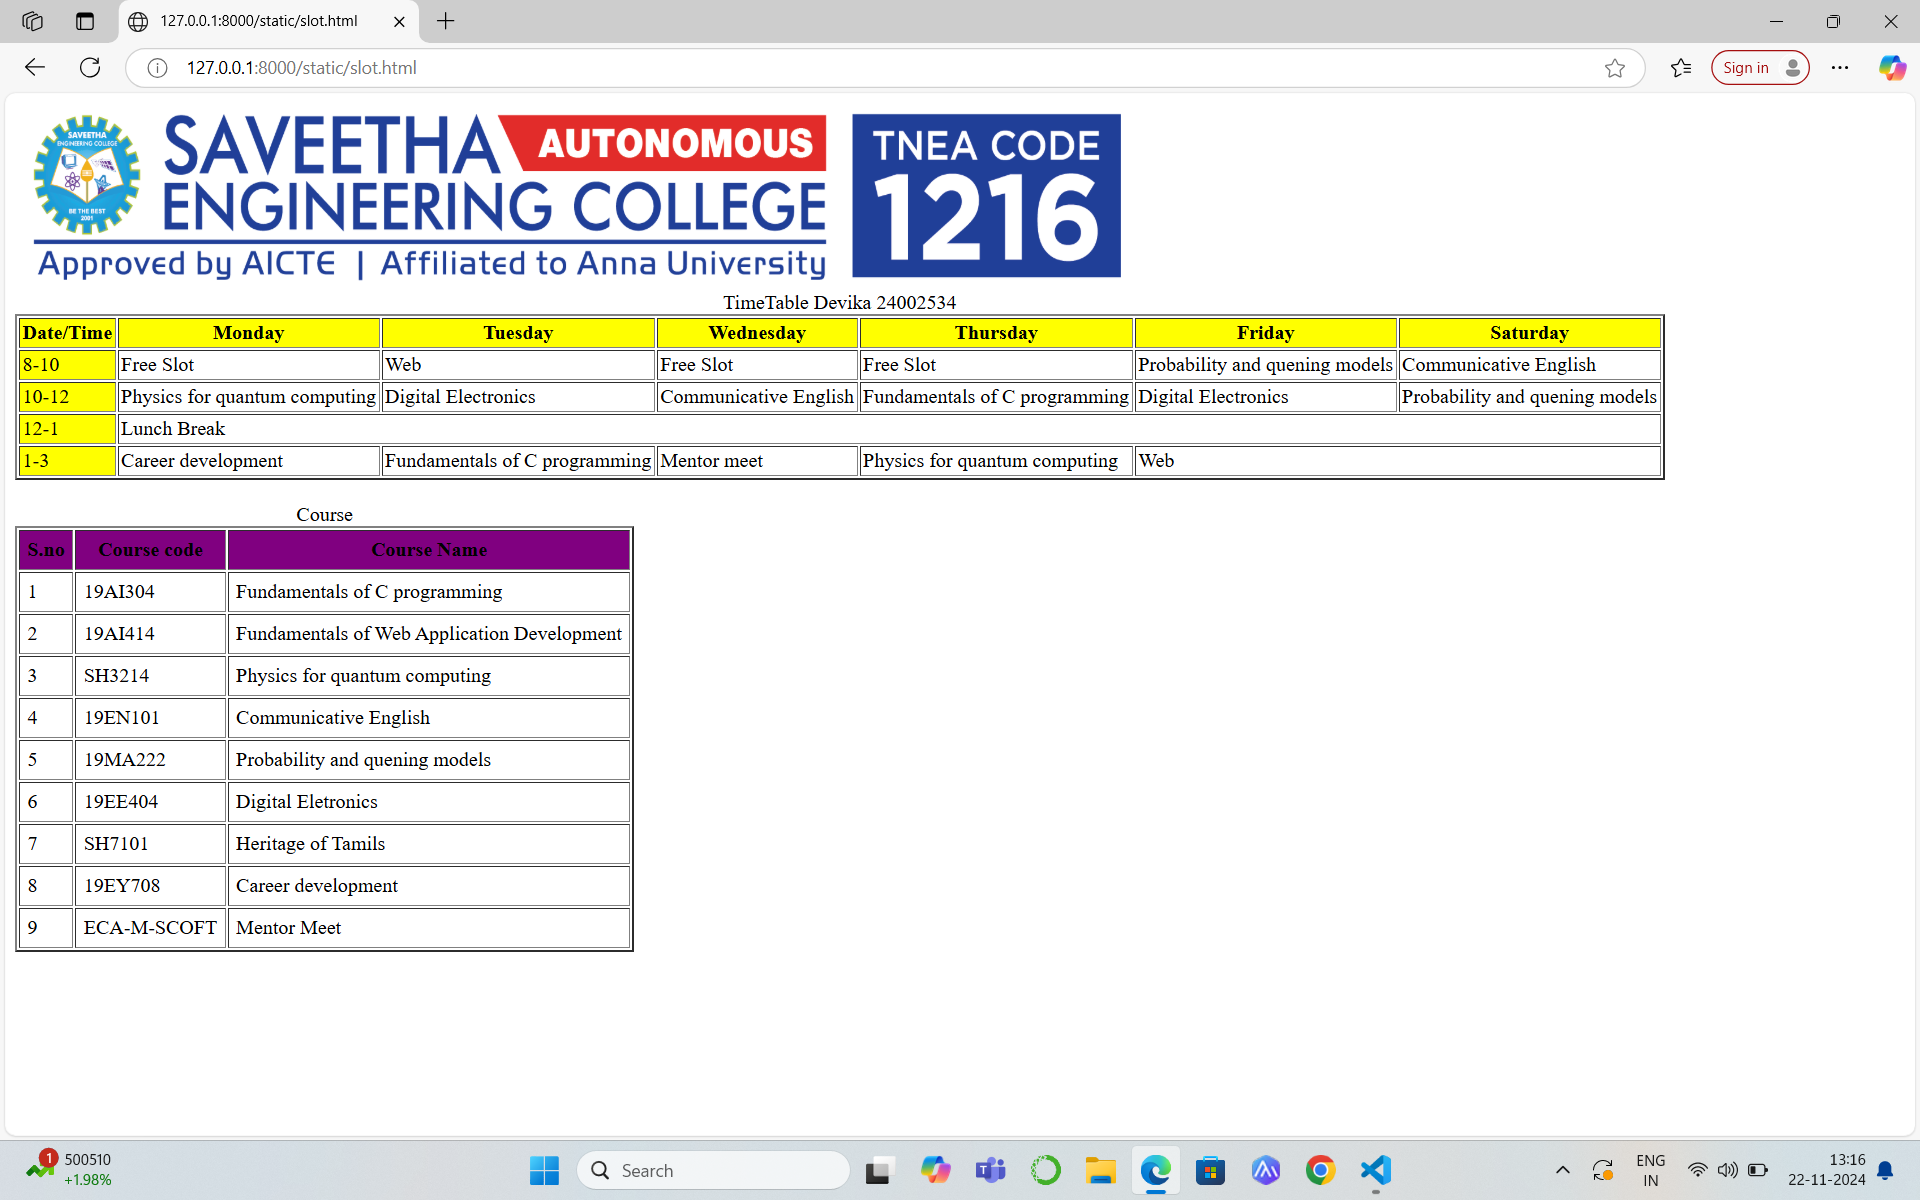 127.0.0.1:8000/static/slot.html
127.0.0.1:8000/static/slot.html
Sign in
SAVEETHA
ENGINEERING COLLEGE
BE THE BEST
2001
SAVEETHA AUTONOMOUS
ENGINEERING COLLEGE
Approved by AICTE | Affiliated to Anna University
TNEA CODE
1216
TimeTable Devika 24002534
Date/Time Monday Tuesday Wednesday Thursday Friday Saturday
8-10 Free Slot Web Free Slot Free Slot Probability and quening models Communicative English
10-12 Physics for quantum computing Digital Electronics Communicative English Fundamentals of C programming Digital Electronics Probability and quening models
12-1 Lunch Break
1-3 Career development Fundamentals of C programming Mentor meet Physics for quantum computing Web
Course
S.no Course code Course Name
1 19AI304 Fundamentals of C programming
2 19AI414 Fundamentals of Web Application Development
3 SH3214 Physics for quantum computing
4 19EN101 Communicative English
5 19MA222 Probability and quening models
6 19EE404 Digital Eletronics
7 SH7101 Heritage of Tamils
8 19EY708 Career development
9 ECA-M-SCOFT Mentor Meet
1
500510
+1.98%
Search
ENG
IN
13:16
22-11-2024